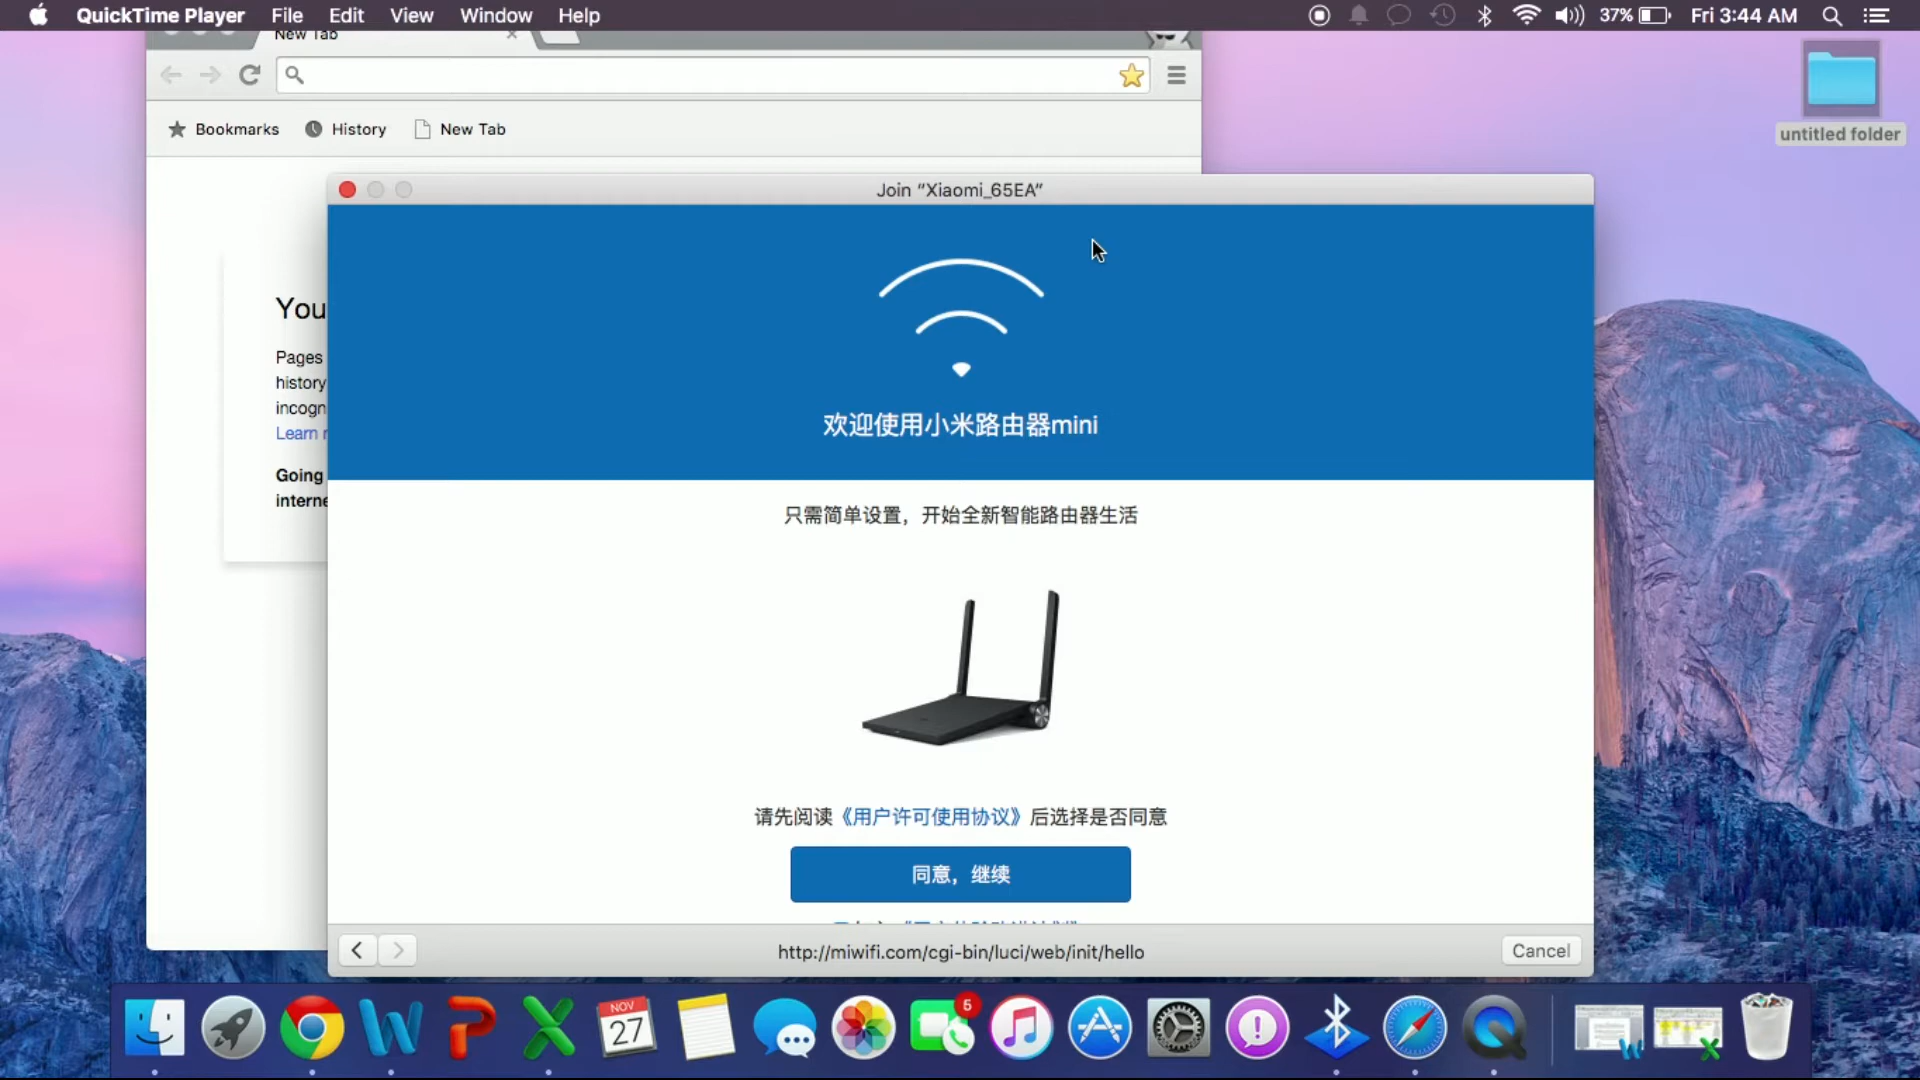 QuickTime Player File Edit View Window Help 37% Fri 3:44 AM
New Tab
untitled folder
Bookmarks History New Tab
Join “Xiaomi_65EA”
You
Pages
history
incogn
Learn
Going
interne
欢迎使用小米路由器mini
只需简单设置，开始全新智能路由器生活
请先阅读《用户许可使用协议》后选择是否同意
同意，继续
http://miwifi.com/cgi-bin/luci/web/init/hello
Cancel
NOV
27
5